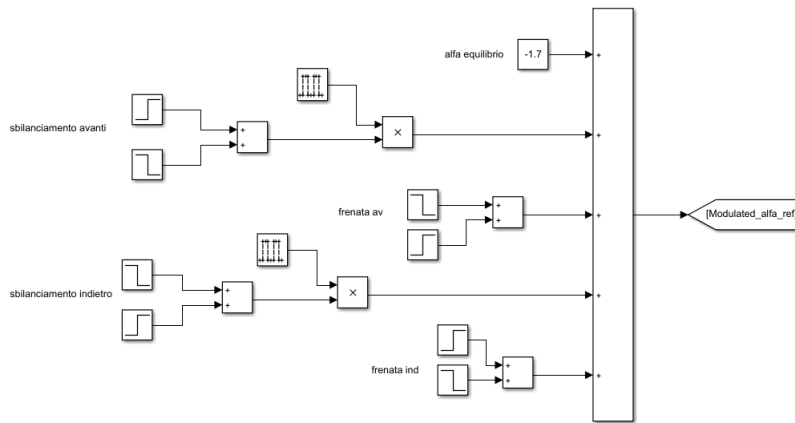 alfa equilibrio
-1.7
sbilanciamento avanti
×
frenata av
[Modulated_alfa_ref]
sbilanciamento indietro
×
frenata ind